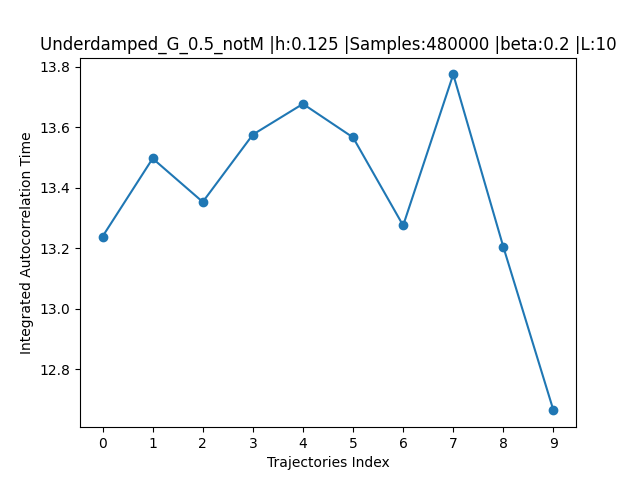 Underdamped_G_0.5_notM |h:0.125 |Samples:480000 |beta:0.2 |L:10
Integrated Autocorrelation Time
13.8
13.6
13.4
13.2
13.0
12.8
0 1 2 3 4 5 6 7 8 9
Trajectories Index